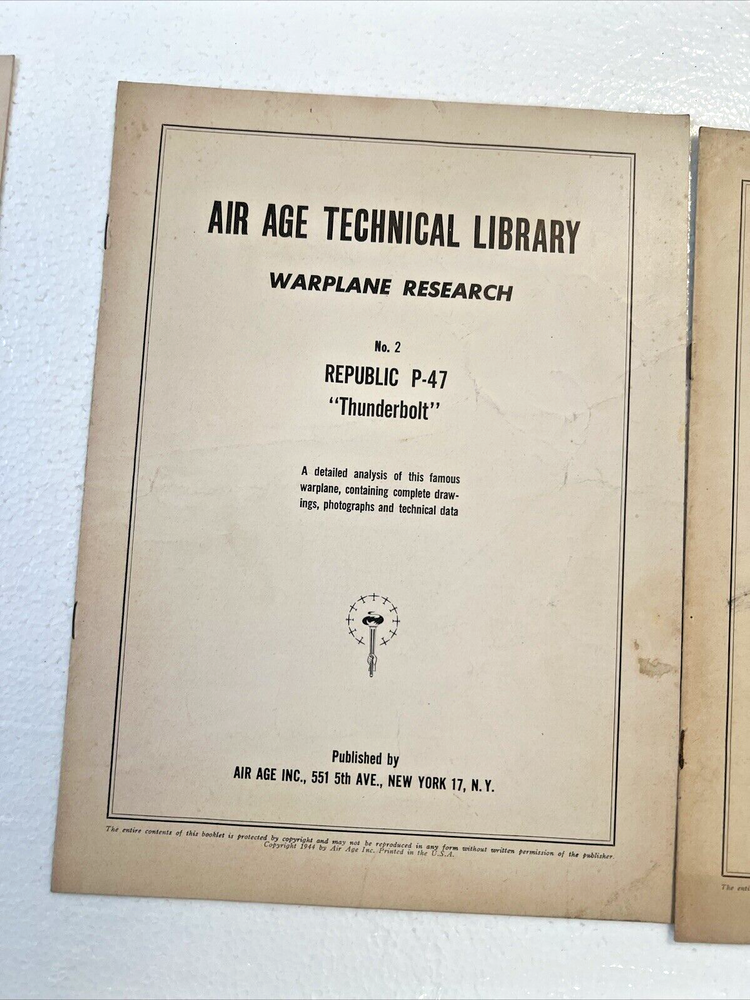 AIR AGE TECHNICAL LIBRARY
WARPLANE RESEARCH
No. 2
REPUBLIC P-47
“Thunderbolt”
A detailed analysis of this famous
warplane, containing complete draw-
ings, photographs and technical data
Published by
AIR AGE INC., 551 5th AVE., NEW YORK 17, N.Y.
The entire contents of this booklet is protected by copyright and may not be reproduced in any form without written permission of the publisher.
Copyright 1944 by Air Age Inc. Printed in the U.S.A.
The enti